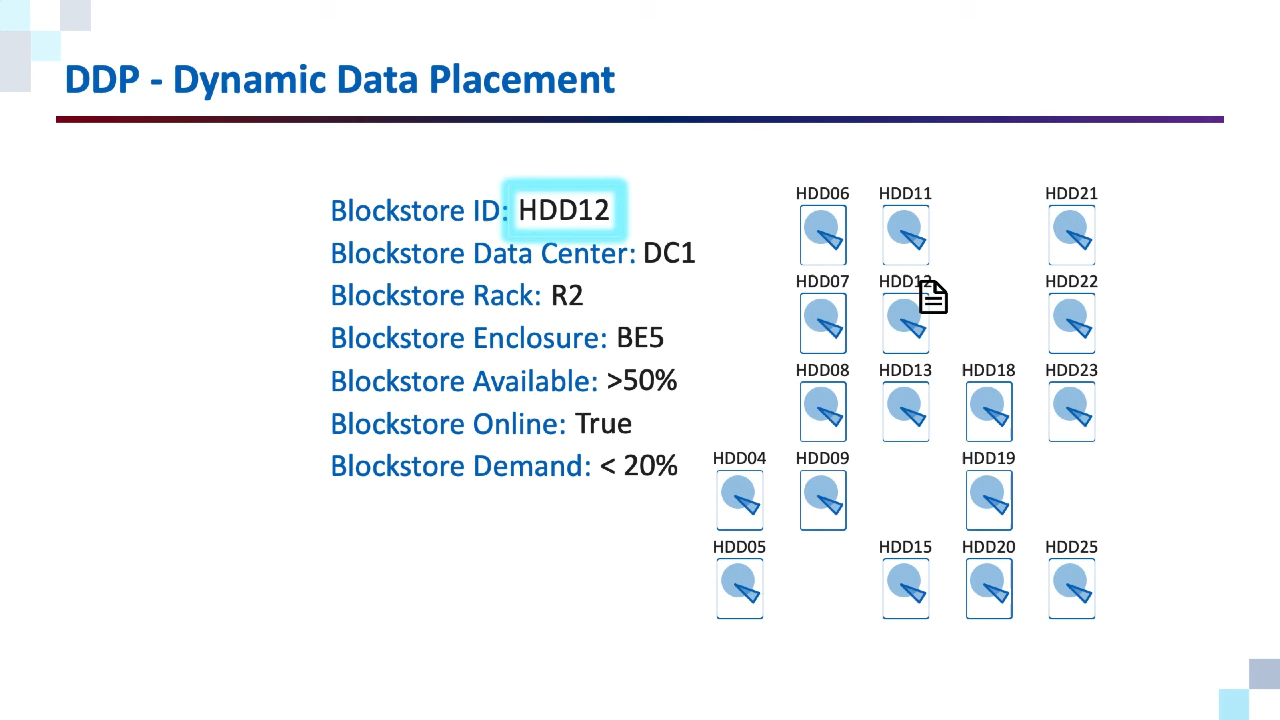 DDP - Dynamic Data Placement
Blockstore ID: HDD12
Blockstore Data Center: DC1
Blockstore Rack: R2
Blockstore Enclosure: BE5
Blockstore Available: >50%
Blockstore Online: True
Blockstore Demand: < 20%
HDD06 HDD11 HDD21
HDD07 HDD12 HDD22
HDD08 HDD13 HDD18 HDD23
HDD04 HDD09 HDD19
HDD05 HDD15 HDD20 HDD25